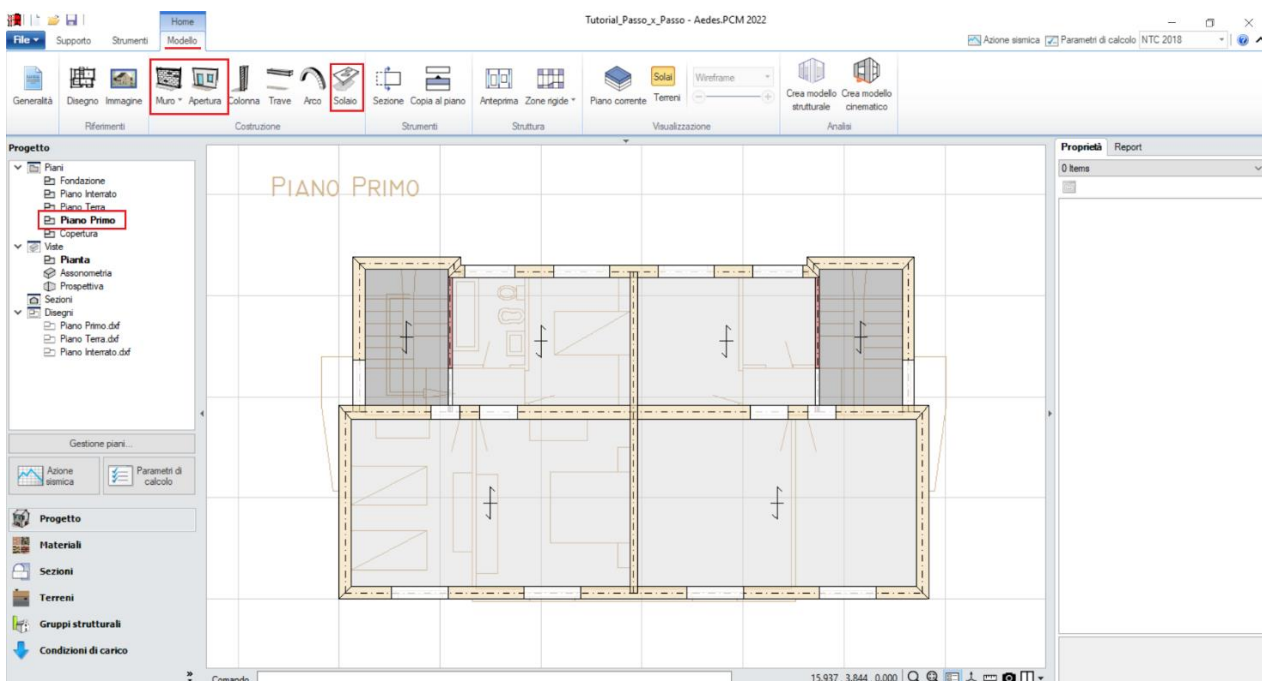 Tutorial_Passo_x_Passo - Aedes.PCM 2022
Home
File Supporto Strumenti Modello
Azione sismica Parametri di calcolo NTC 2018
Generalità Disegno Immagine Muro Apertura Colonna Trave Arco Solaio Sezione Copia al piano Anteprima Zone rigide Piano corrente Solai Terreni Wireframe Crea modello strutturale Crea modello cinematico
Riferimenti Costruzione Strumenti Struttura Visualizzazione Analisi
Progetto
Piani
Fondazione
Piano Interrato
Piano Terra
Piano Primo
Copertura
Viste
Pianta
Assonometria
Prospettiva
Sezioni
Disegni
Piano Primo.dxf
Piano Terra.dxf
Piano Interrato.dxf
Gestione piani...
Azione sismica
Parametri di calcolo
Progetto
Materiali
Sezioni
Terreni
Gruppi strutturali
Condizioni di carico
PIANO PRIMO
Proprietà Report
0 Items
Comando
15.937 , 3.844 , 0.000